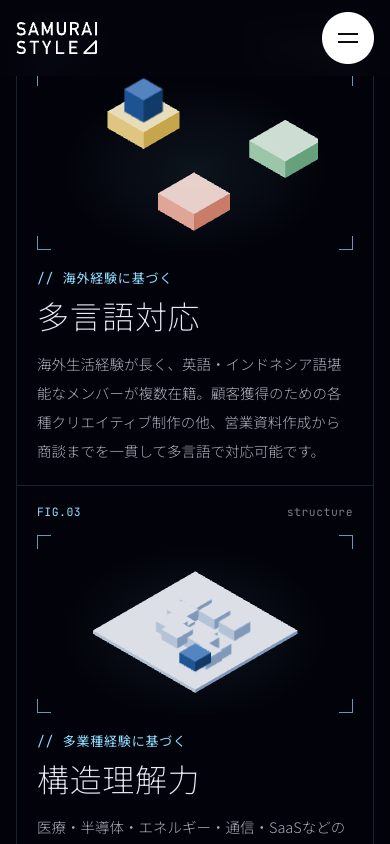 SAMURAI
STYLE
// 海外経験に基づく
多言語対応
海外生活経験が長く、英語・インドネシア語堪
能なメンバーが複数在籍。顧客獲得のための各
種クリエイティブ制作の他、営業資料作成から
商談までを一貫して多言語で対応可能です。
FIG.03 structure
// 多業種経験に基づく
構造理解力
医療・半導体・エネルギー・通信・SaaSなどの